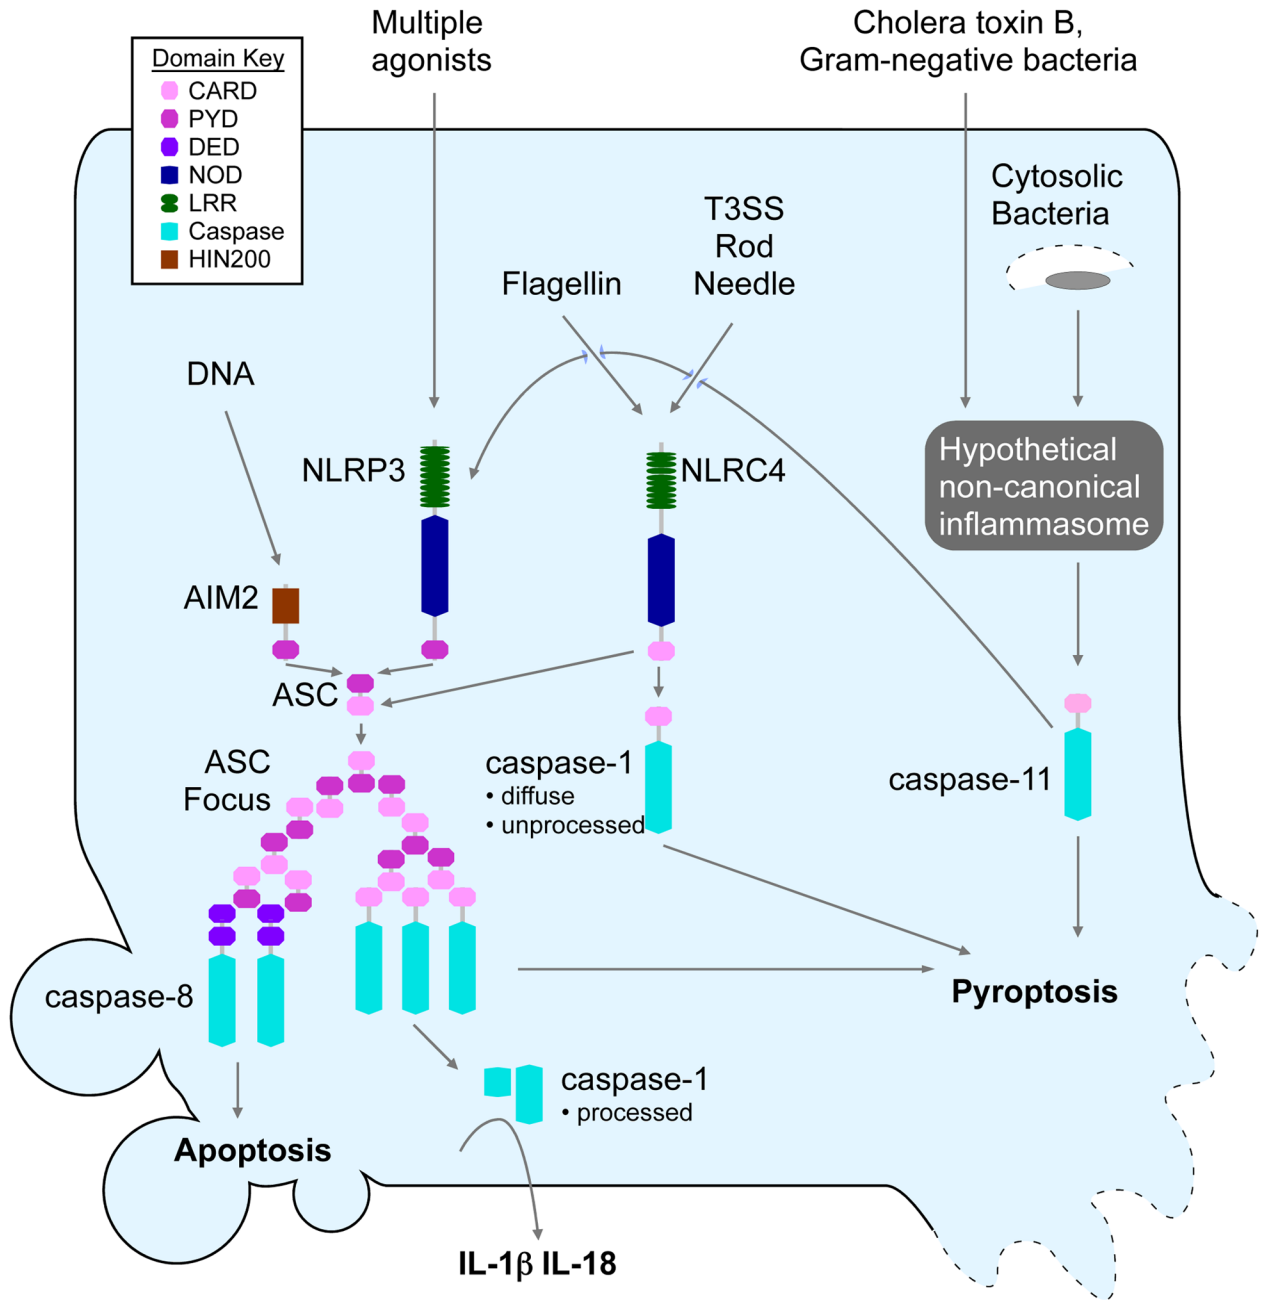 Multiple
agonists
Cholera toxin B,
Gram-negative bacteria
Domain Key
CARD
PYD
DED
NOD
LRR
Caspase
HIN200
Cytosolic
Bacteria
T3SS
Rod
Needle
Flagellin
DNA
NLRP3
NLRC4
Hypothetical
non-canonical
inflammasome
AIM2
ASC
ASC
Focus
caspase-1
• diffuse
• unprocessed
caspase-11
caspase-8
Pyroptosis
caspase-1
• processed
Apoptosis
IL-1β IL-18